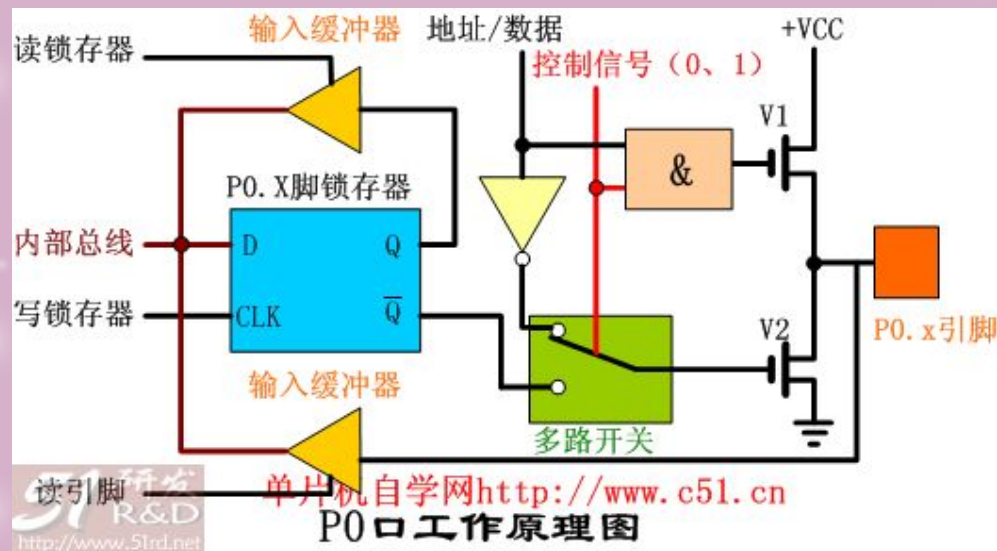 输入缓冲器
地址/数据
+VCC
读锁存器
控制信号（0、1）
V1
&
P0.X脚锁存器
内部总线
D
Q
写锁存器
CLK
Q̅
V2
P0.x引脚
输入缓冲器
多路开关
读引脚
单片机自学网http://www.c51.cn
P0口工作原理图
51 研发
R&D
http://www.51rd.net